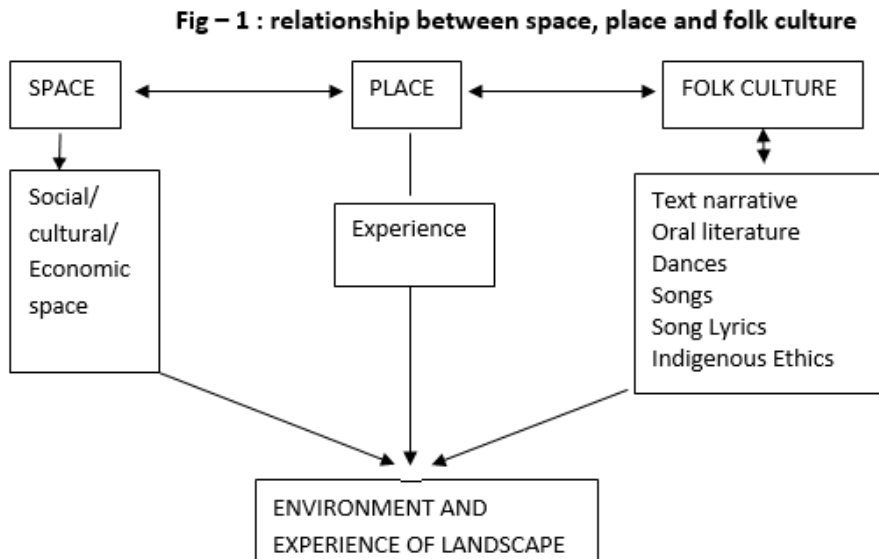 Fig – 1 : relationship between space, place and folk culture
SPACE
PLACE
FOLK CULTURE
Social/
cultural/
Economic
space
Experience
Text narrative
Oral literature
Dances
Songs
Song Lyrics
Indigenous Ethics
ENVIRONMENT AND
EXPERIENCE OF LANDSCAPE